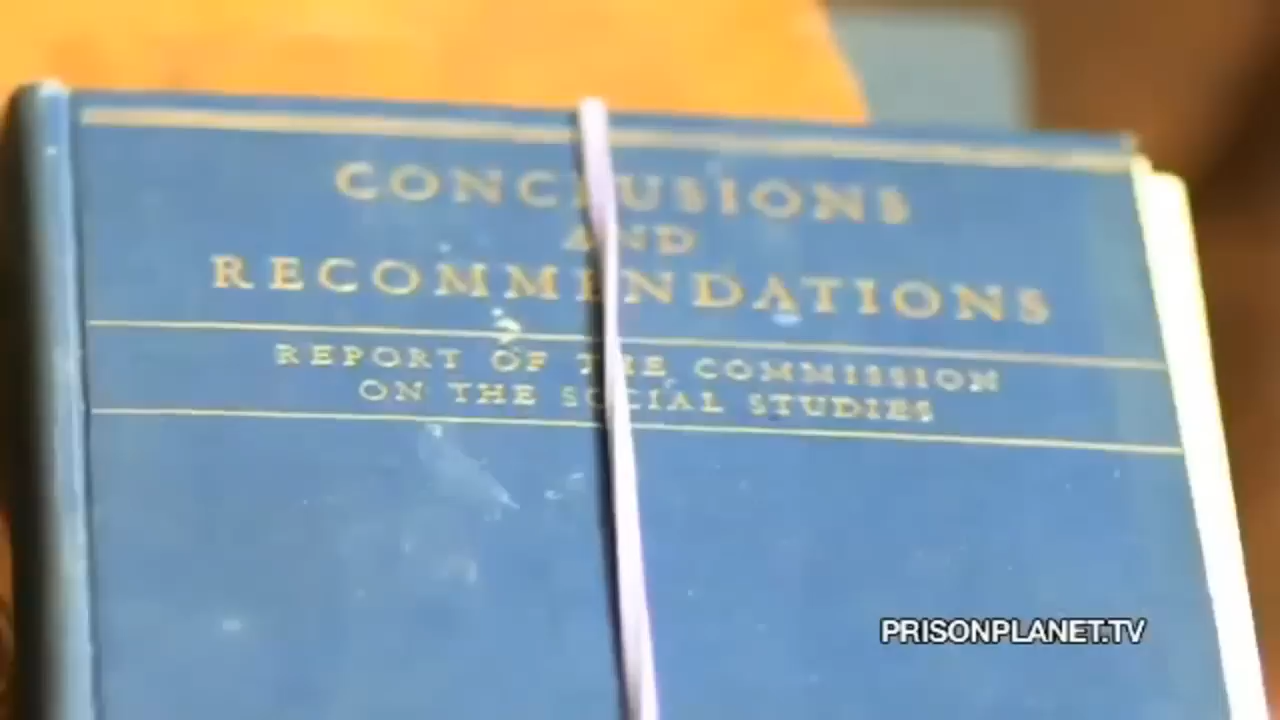 CONCLUSIONS
AND
RECOMMENDATIONS
REPORT OF THE COMMISSION
ON THE SOCIAL STUDIES
PRISONPLANET.TV